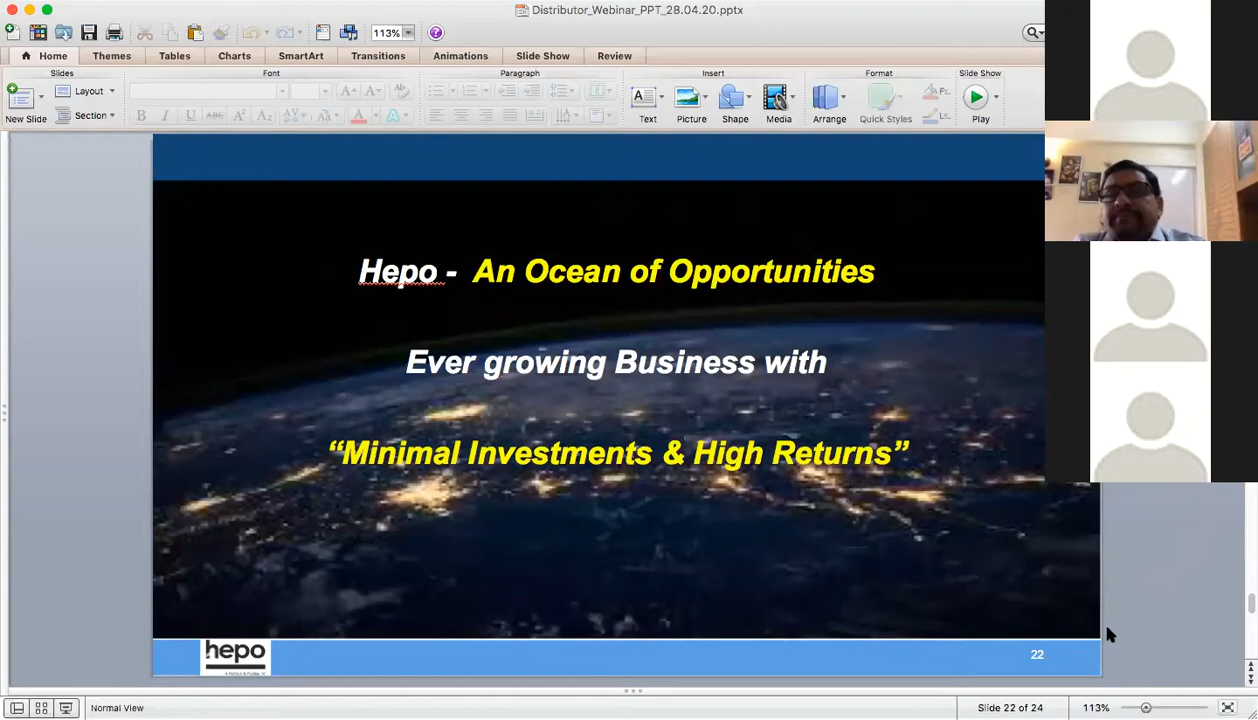 Distributor_Webinar_PPT_28.04.20.pptx
113%
Home Themes Tables Charts SmartArt Transitions Animations Slide Show Review
Slides Font Paragraph Insert Format Slide Show
Layout
Section
New Slide
B I U ABC A A Aa A A
Text Picture Shape Media Arrange Quick Styles Play
Hepo - An Ocean of Opportunities
Ever growing Business with
“Minimal Investments & High Returns”
hepo
22
Normal View Slide 22 of 24 113%